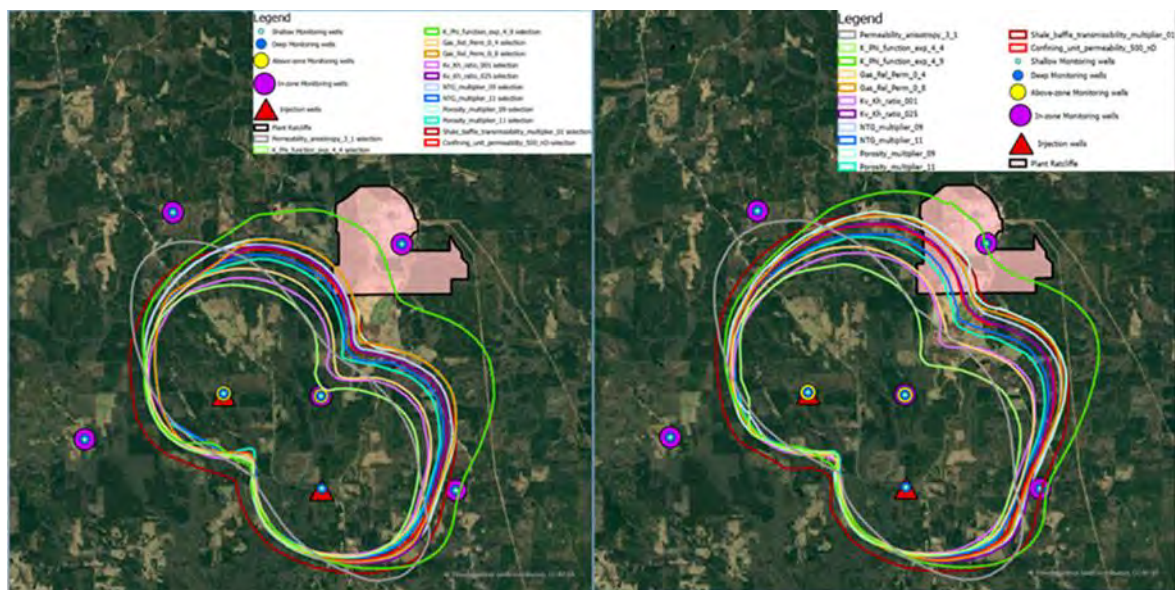 Legend
Shallow Monitoring wells
Deep Monitoring wells
Above-zone Monitoring wells
In-zone Monitoring wells
Injection wells
Plant Ratcliffe
Permeability_anisotropy_3_1 selection
K_Phi_function_exp_4_4 selection
K_Phi_function_exp_4_9 selection
Gas_Rel_Perm_0_4 selection
Gas_Rel_Perm_0_8 selection
Kv_Kh_ratio_001 selection
Kv_Kh_ratio_025 selection
NTG_multiplier_09 selection
NTG_multiplier_11 selection
Porosity_multiplier_09 selection
Porosity_multiplier_11 selection
Shale_baffle_transmissibility_multiplier_01 selection
Confining_unit_permeability_500_nD selection
Legend
Permeability_anisotropy_3_1
K_Phi_function_exp_4_4
K_Phi_function_exp_4_9
Gas_Rel_Perm_0_4
Gas_Rel_Perm_0_8
Kv_Kh_ratio_001
Kv_Kh_ratio_025
NTG_multiplier_09
NTG_multiplier_11
Porosity_multiplier_09
Porosity_multiplier_11
Shale_baffle_transmissibility_multiplier_01
Confining_unit_permeability_500_nD
Shallow Monitoring wells
Deep Monitoring wells
Above-zone Monitoring wells
In-zone Monitoring wells
Injection wells
Plant Ratcliffe